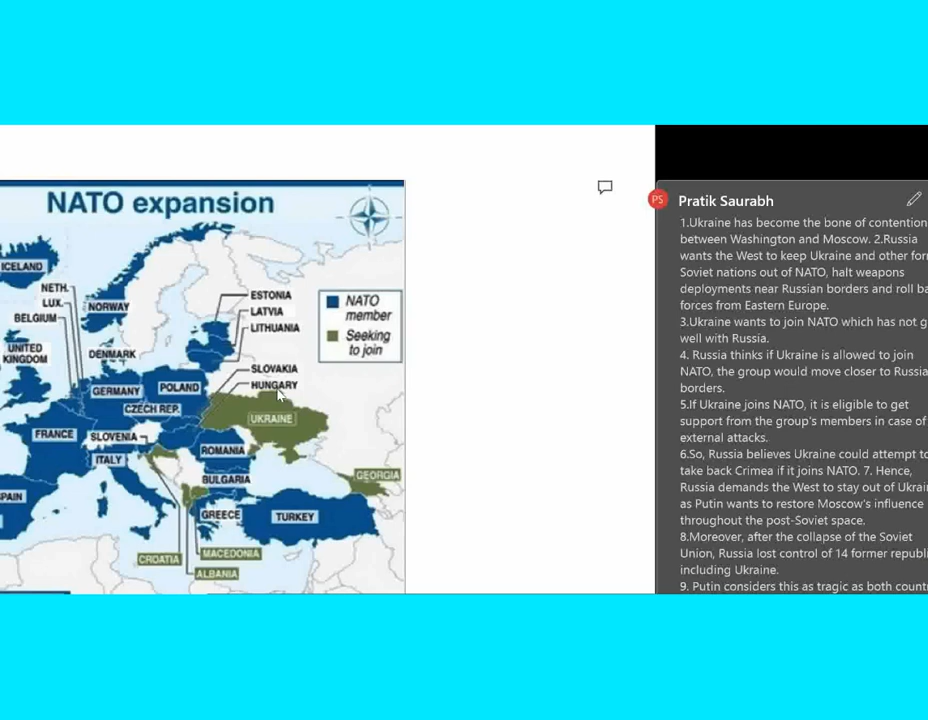 NATO expansion
ICELAND
NETH.
LUX.
BELGIUM
NORWAY
ESTONIA
LATVIA
LITHUANIA
NATO
member
Seeking
to join
UNITED
KINGDOM
DENMARK
SLOVAKIA
HUNGARY
GERMANY
POLAND
CZECH REP.
UKRAINE
FRANCE
SLOVENIA
ITALY
ROMANIA
BULGARIA
GEORGIA
PAIN
GREECE
TURKEY
CROATIA
MACEDONIA
ALBANIA
PS
Pratik Saurabh
1.Ukraine has become the bone of contention
between Washington and Moscow. 2.Russia
wants the West to keep Ukraine and other for
Soviet nations out of NATO, halt weapons
deployments near Russian borders and roll ba
forces from Eastern Europe.
3.Ukraine wants to join NATO which has not g
well with Russia.
4. Russia thinks if Ukraine is allowed to join
NATO, the group would move closer to Russia
borders.
5.If Ukraine joins NATO, it is eligible to get
support from the group's members in case of
external attacks.
6.So, Russia believes Ukraine could attempt to
take back Crimea if it joins NATO. 7. Hence,
Russia demands the West to stay out of Ukrai
as Putin wants to restore Moscow's influence
throughout the post-Soviet space.
8.Moreover, after the collapse of the Soviet
Union, Russia lost control of 14 former republi
including Ukraine.
9. Putin considers this as tragic as both count